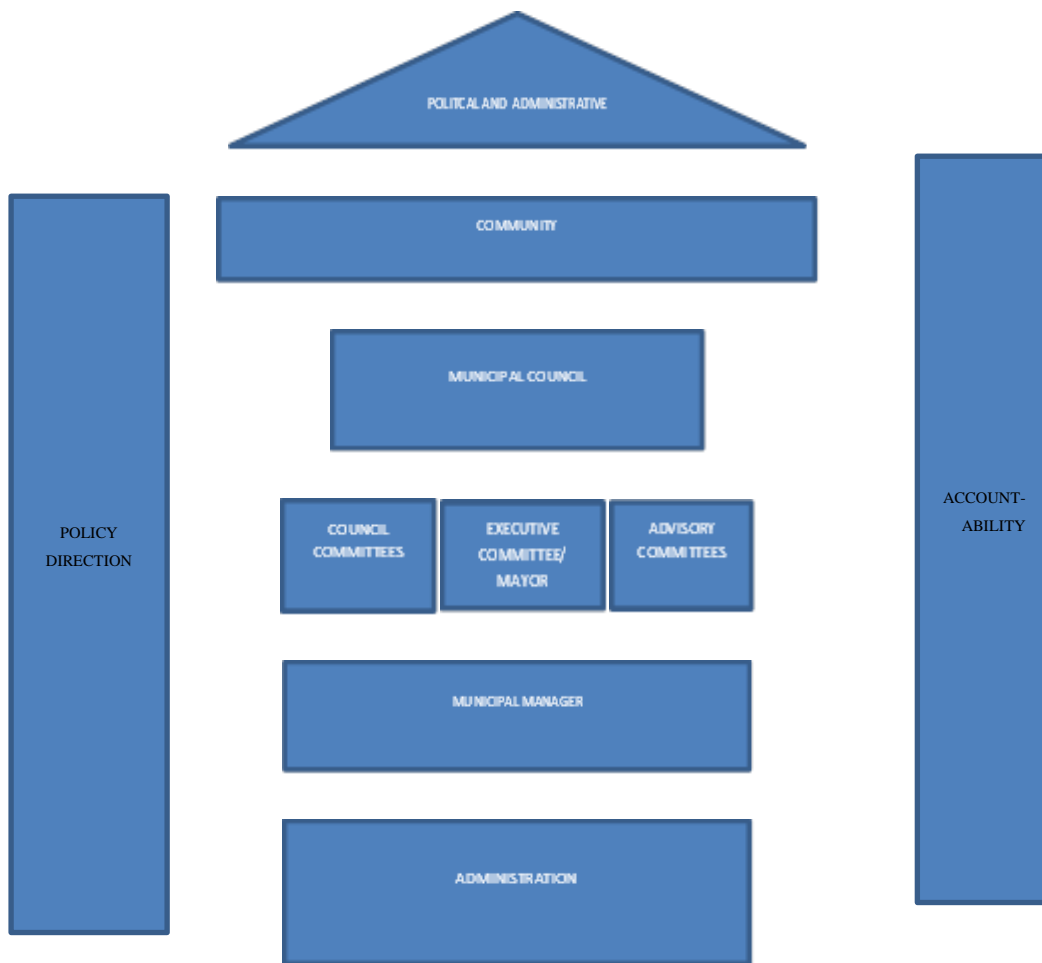 POLITCAL AND ADMINISTRATIVE
COMMUNITY
MUNICIPAL COUNCIL
POLICY
DIRECTION
COUNCIL
COMMITTEES
EXECUTIVE
COMMITTEE/
MAYOR
ADVISORY
COMMITTEES
ACCOUNT-
ABILITY
MUNICIPAL MANAGER
ADMINISTRATION